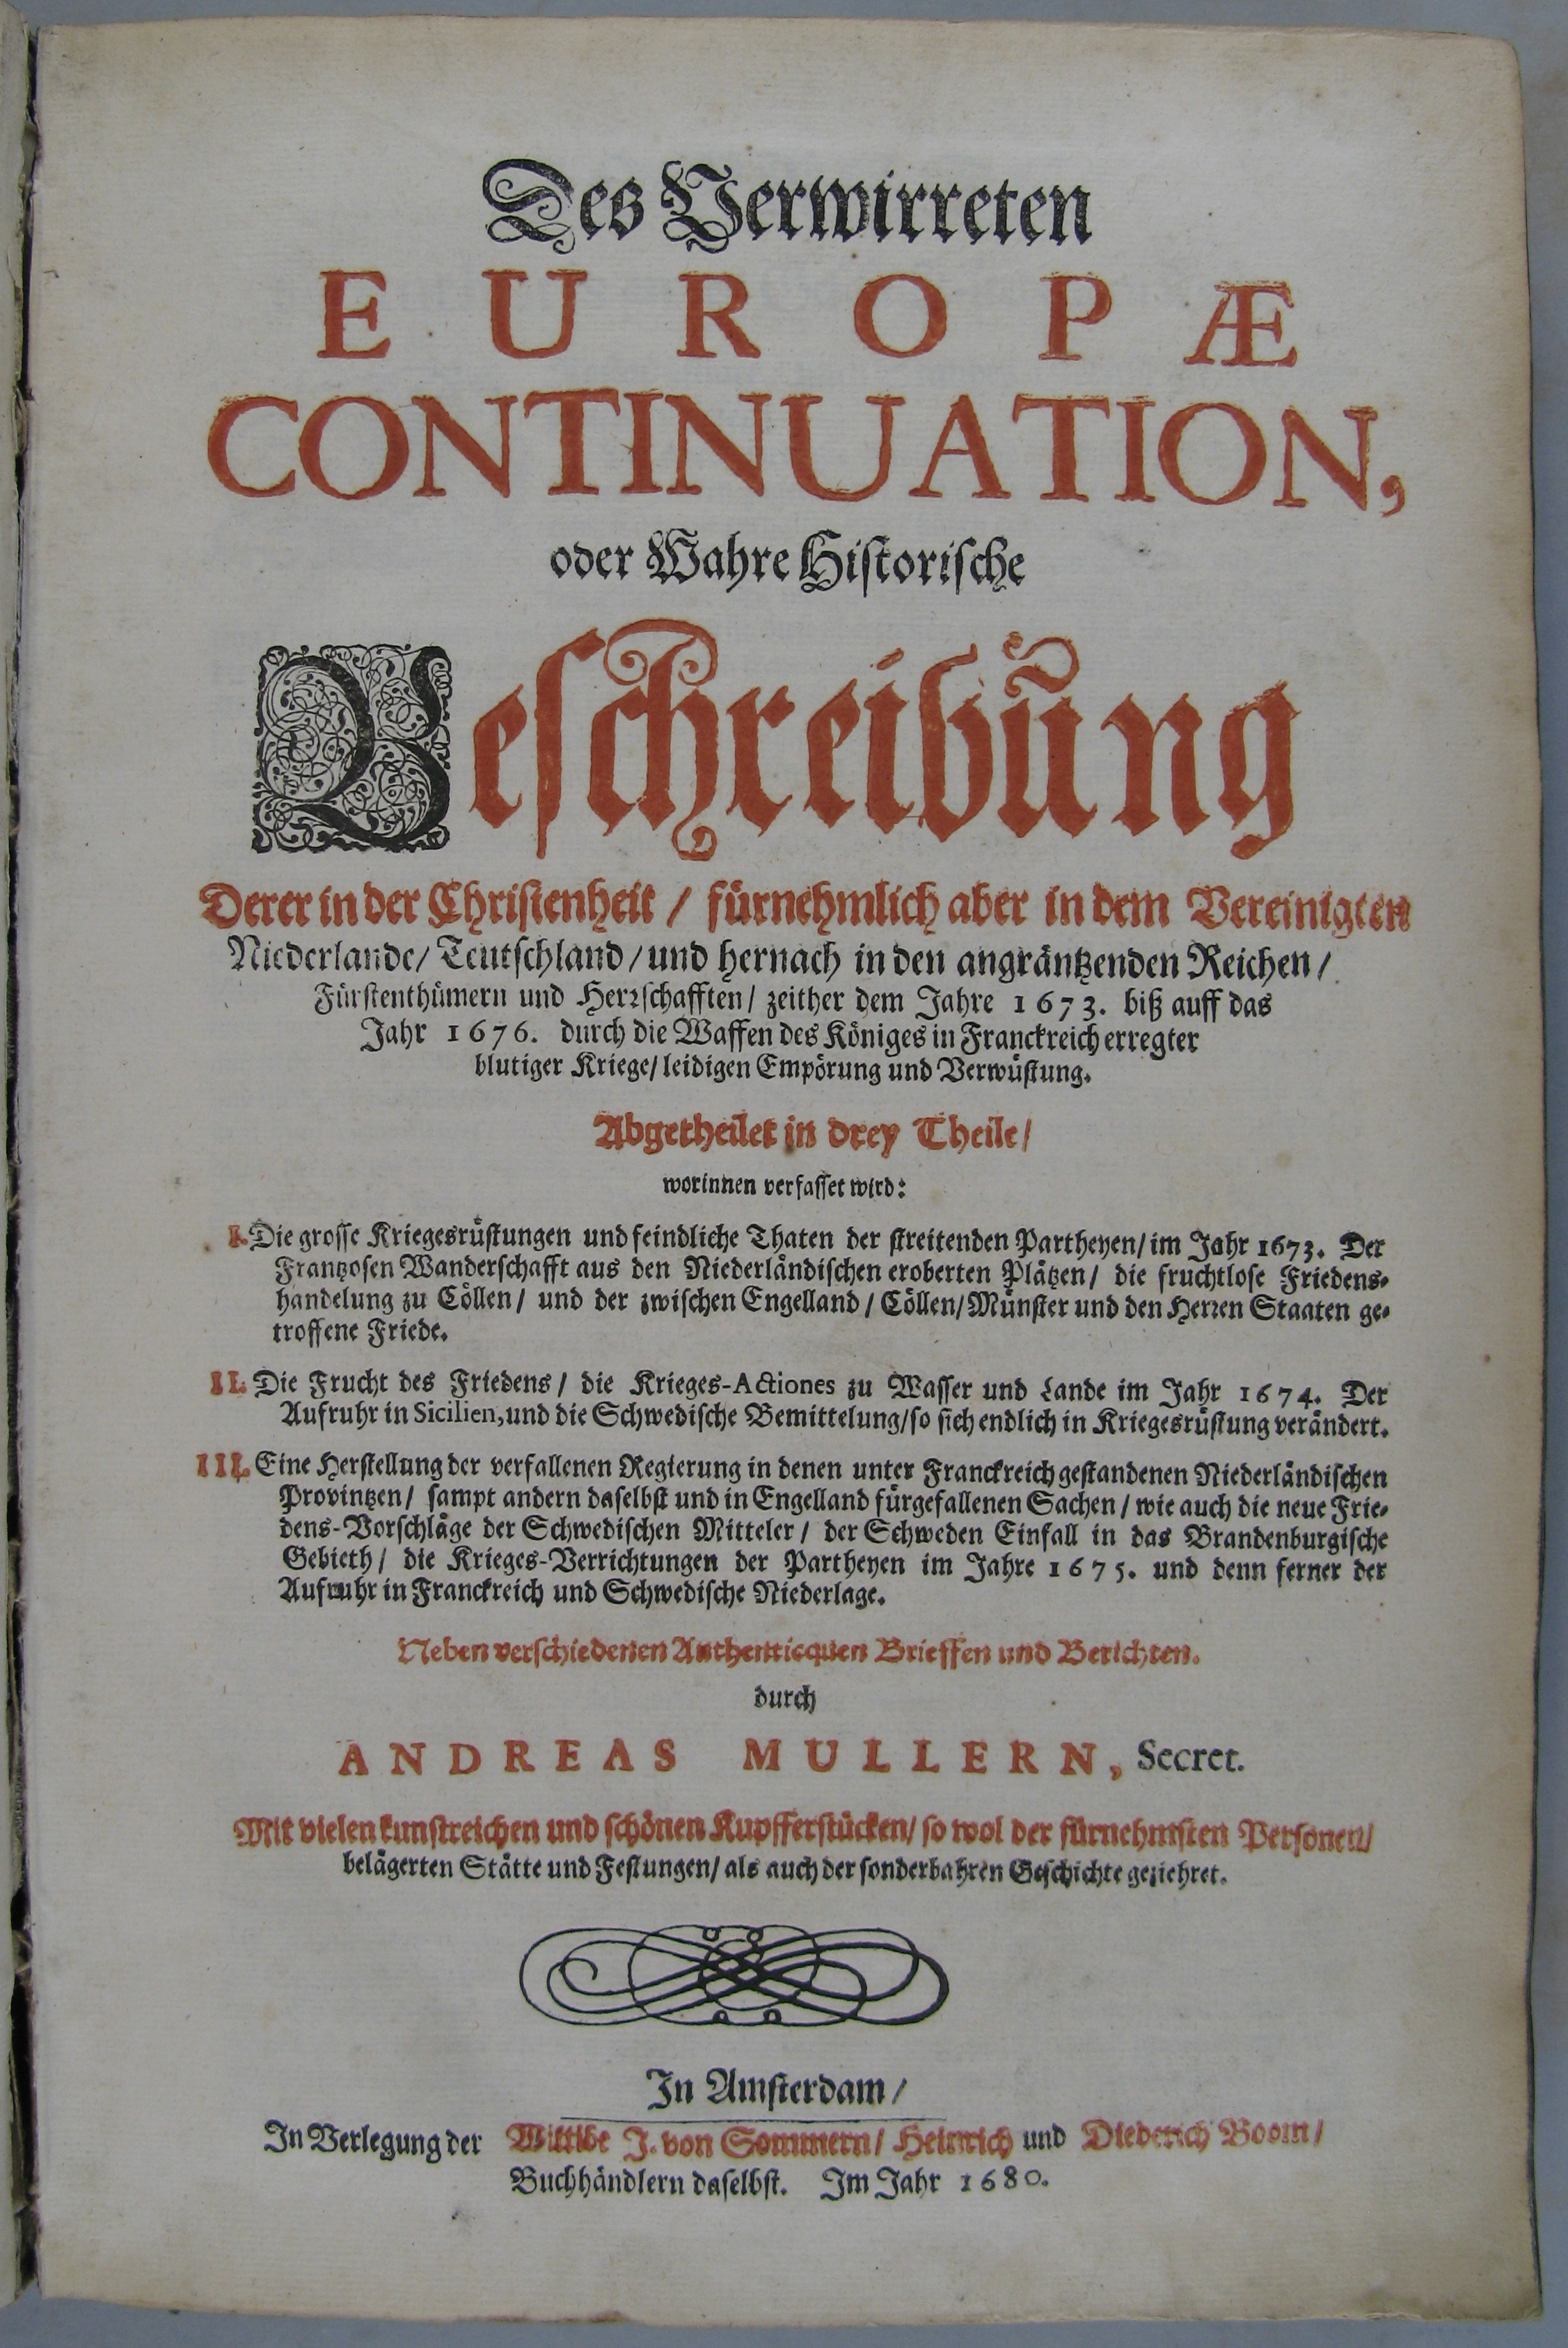 Des Verwirreten
EUROPÆ
CONTINUATION,
oder Wahre Historische
Beschreibung
Derer in der Christenheit / fürnehmlich aber in dem Vereinigten
Niederlande / Teutschland / und hernach in den angräntzenden Reichen /
Fürstenthümern und Herrschafften / zeither dem Jahre 1673. biß auff das
Jahr 1676. durch die Waffen des Königes in Franckreich erregter
blutiger Kriege / leidigen Empörung und Verwüstung.
Abgetheilet in drey Theile /
worinnen verfasset wird:
I. Die grosse Kriegesrüstungen und feindliche Thaten der streitenden Partheyen / im Jahr 1673. Der
Frantzosen Wanderschafft aus den Niederländischen eroberten Plätzen / die fruchtlose Friedens-
handelung zu Cöllen / und der zwischen Engelland / Cöllen / Münster und den Herren Staaten ge-
troffene Friede.
II. Die Frucht des Friedens / die Krieges-Actiones zu Wasser und Lande im Jahr 1674. Der
Aufruhr in Sicilien, und die Schwedische Bemittelung / so sich endlich in Kriegesrüstung verändert.
III. Eine Herstellung der verfallenen Regierung in denen unter Franckreich gestandenen Niederländischen
Provintzen / sampt andern daselbst und in Engelland fürgefallenen Sachen / wie auch die neue Frie-
dens-Vorschläge der Schwedischen Mitteler / der Schweden Einfall in das Brandenburgische
Gebieth / die Krieges-Verrichtungen der Partheyen im Jahre 1675. und denn ferner der
Aufruhr in Franckreich und Schwedische Niederlage.
Neben verschiedenen Authenticquen Brieffen und Berichten.
durch
ANDREAS MULLERN, Secret.
Mit vielen kunstreichen und schönen Kupfferstücken / so wol der fürnehmsten Personen /
belägerten Stätte und Festungen / als auch der sonderbahren Geschichte geziehret.
In Amsterdam /
In Verlegung der Wittibe J. von Sommern / Heinrich und Diederich Boom /
Buchhändlern daselbst. Im Jahr 1680.